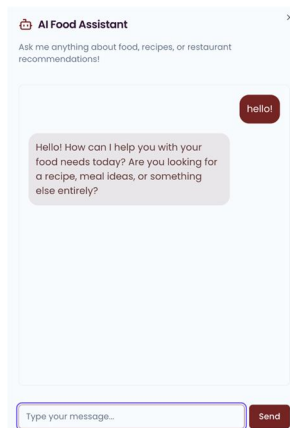 AI Food Assistant
Ask me anything about food, recipes, or restaurant
recommendations!
hello!
Hello! How can I help you with your
food needs today? Are you looking for
a recipe, meal ideas, or something
else entirely?
Type your message...
Send